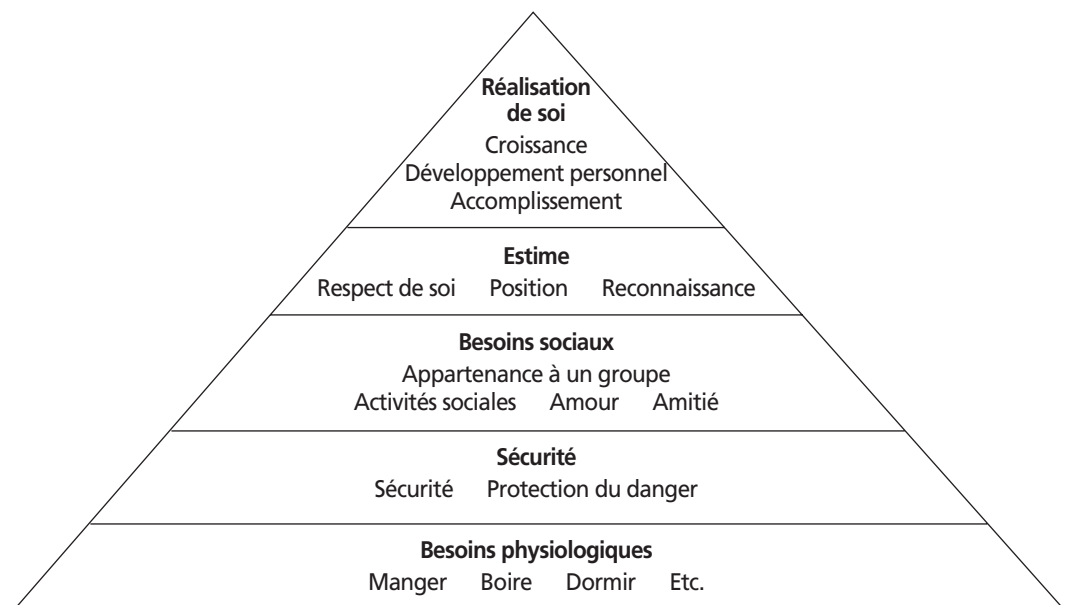 Réalisation
de soi
Croissance
Développement personnel
Accomplissement
Estime
Respect de soi Position Reconnaissance
Besoins sociaux
Appartenance à un groupe
Activités sociales Amour Amitié
Sécurité
Sécurité Protection du danger
Besoins physiologiques
Manger Boire Dormir Etc.